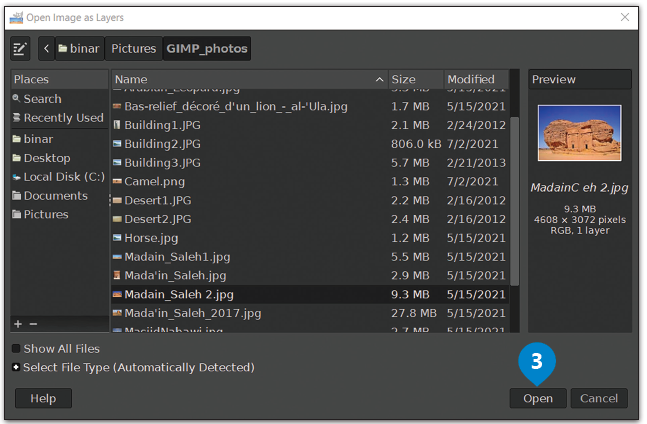 Open Image as Layers
binar Pictures GIMP_photos
Places Name Size Modified Preview
Search
Recently Used
binar
Desktop
Local Disk (C:)
Documents
Pictures
Bas-relief_décoré_d'un_lion_-_al-'Ula.jpg 1.7 MB 5/15/2021
Building1.JPG 2.1 MB 2/24/2012
Building2.JPG 806.0 kB 7/2/2021
Building3.JPG 5.7 MB 2/21/2013
Camel.png 1.3 MB 7/2/2021
Desert1.JPG 2.2 MB 2/16/2012
Desert2.JPG 2.4 MB 2/16/2012
Horse.jpg 1.2 MB 5/15/2021
Madain_Saleh1.jpg 5.5 MB 5/15/2021
Mada'in_Saleh.jpg 2.9 MB 5/15/2021
Madain_Saleh 2.jpg 9.3 MB 5/15/2021
Mada'in_Saleh_2017.jpg 27.8 MB 5/15/2021
MasjidNabawi.jpg 2.7 MB 5/15/2021
MadainC eh 2.jpg
9.3 MB
4608 × 3072 pixels
RGB, 1 layer
+ −
Show All Files
Select File Type (Automatically Detected)
3
Help Open Cancel